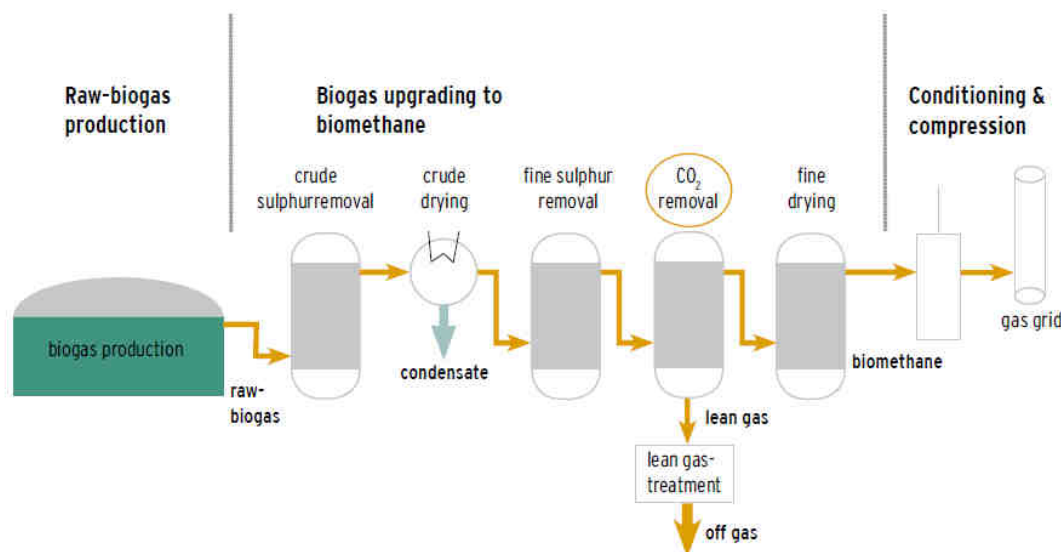 Raw-biogas
production
Biogas upgrading to
biomethane
Conditioning &
compression
crude
sulphurremoval
crude
drying
fine sulphur
removal
CO₂
removal
fine
drying
biogas production
raw-
biogas
condensate
biomethane
gas grid
lean gas
lean gas-
treatment
off gas